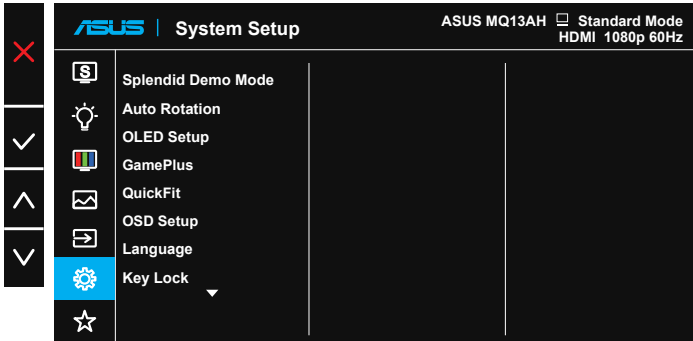 ASUS | System Setup
ASUS MQ13AH Standard Mode
HDMI 1080p 60Hz
S
Splendid Demo Mode
Auto Rotation
OLED Setup
GamePlus
QuickFit
OSD Setup
Language
Key Lock